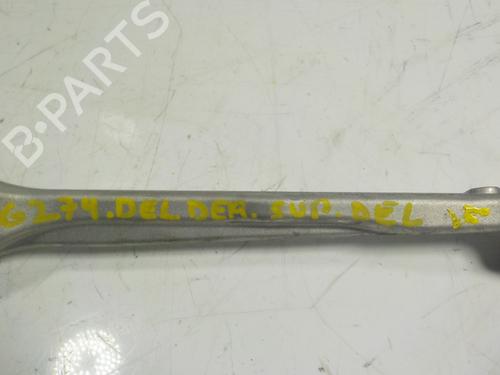 B-PARTS
G274.DEL DER. SUP. DEL